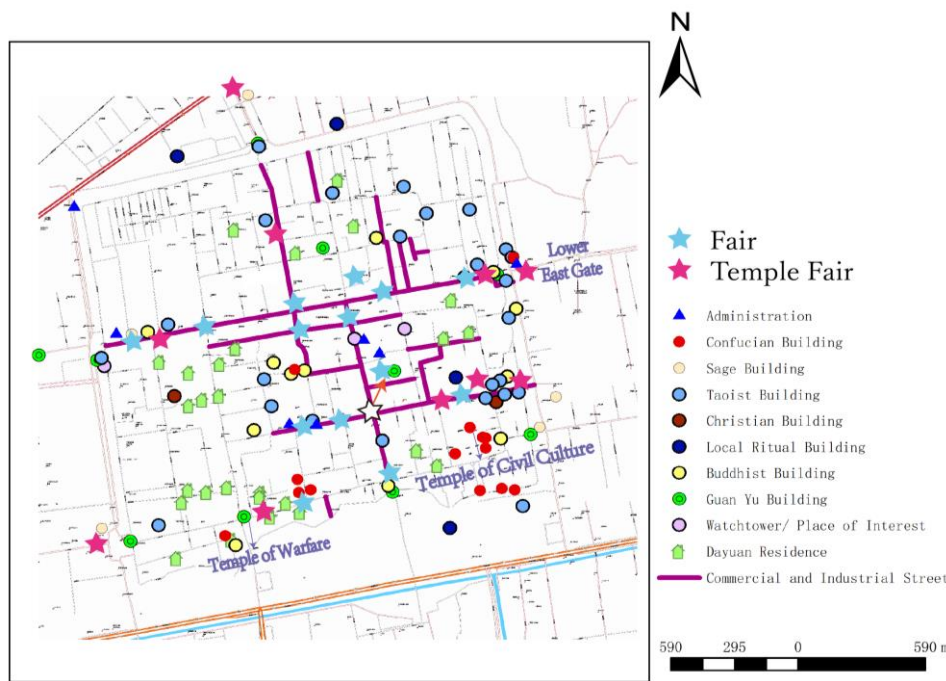 N
Lower
East Gate
Temple of Civil Culture
Temple of Warfare
Fair
Temple Fair
Administration
Confucian Building
Sage Building
Taoist Building
Christian Building
Local Ritual Building
Buddhist Building
Guan Yu Building
Watchtower/ Place of Interest
Dayuan Residence
Commercial and Industrial Street
590 295 0 590 m